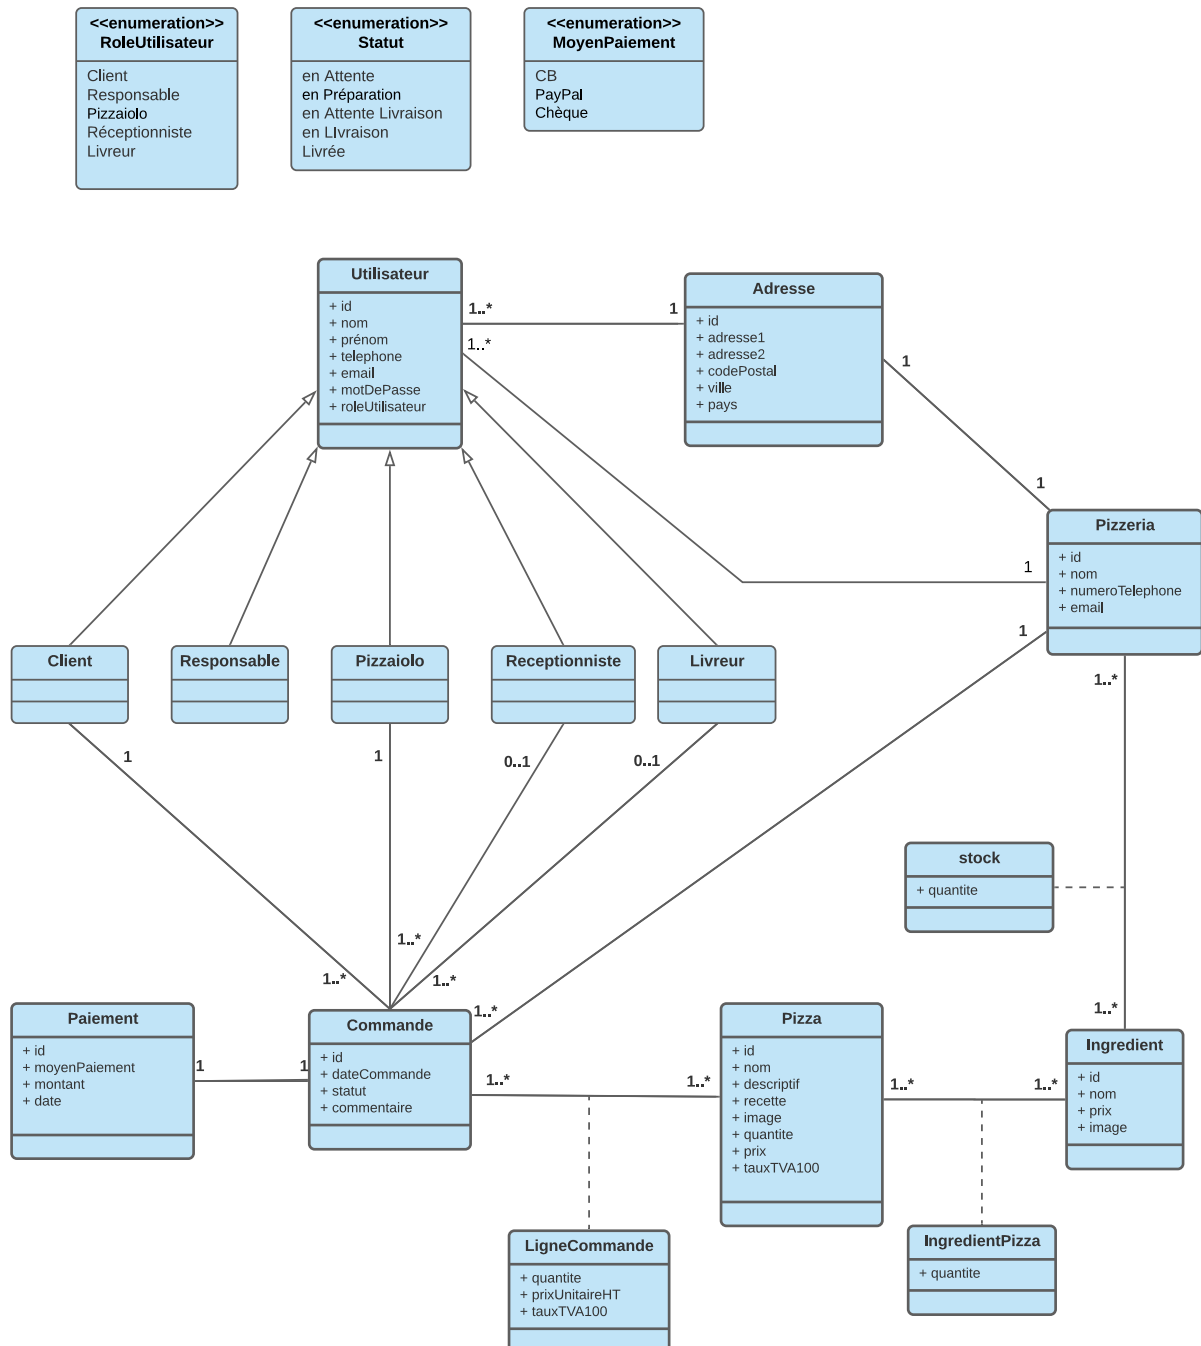 <<enumeration>>
RoleUtilisateur
Client
Responsable
Pizzaiolo
Réceptionniste
Livreur
<<enumeration>>
Statut
en Attente
en Préparation
en Attente Livraison
en LIvraison
Livrée
<<enumeration>>
MoyenPaiement
CB
PayPal
Chèque
Utilisateur
+ id
+ nom
+ prénom
+ telephone
+ email
+ motDePasse
+ roleUtilisateur
1..*
1
1..*
Adresse
+ id
+ adresse1
+ adresse2
+ codePostal
+ ville
+ pays
1
1
Pizzeria
+ id
+ nom
+ numeroTelephone
+ email
1
1
1..*
Client
Responsable
Pizzaiolo
Receptionniste
Livreur
1
1
0..1
0..1
stock
+ quantite
1..*
1..*
1..*
1..*
1..*
Paiement
+ id
+ moyenPaiement
+ montant
+ date
1
1
Commande
+ id
+ dateCommande
+ statut
+ commentaire
1..*
1..*
Pizza
+ id
+ nom
+ descriptif
+ recette
+ image
+ quantite
+ prix
+ tauxTVA100
1..*
1..*
Ingredient
+ id
+ nom
+ prix
+ image
LigneCommande
+ quantite
+ prixUnitaireHT
+ tauxTVA100
IngredientPizza
+ quantite